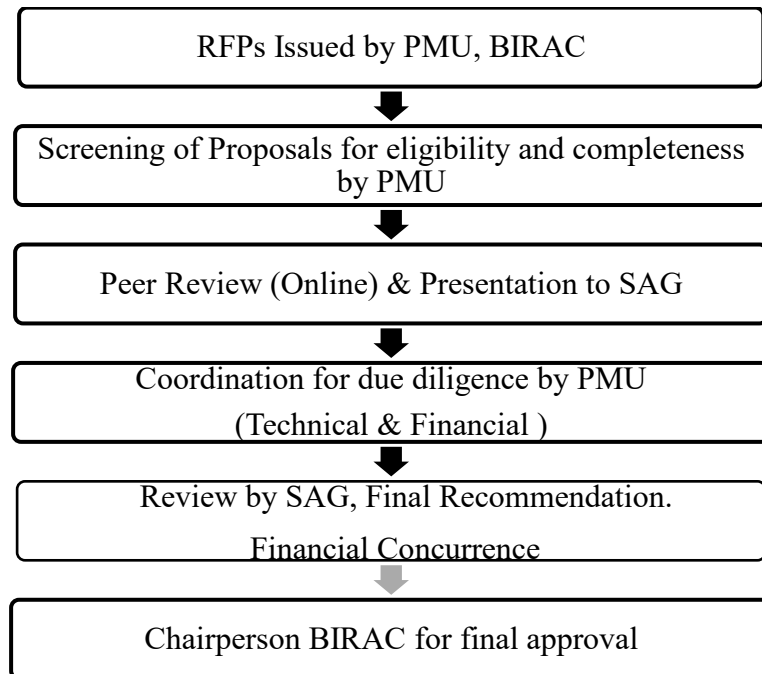 RFPs Issued by PMU, BIRAC
Screening of Proposals for eligibility and completeness
by PMU
Peer Review (Online) & Presentation to SAG
Coordination for due diligence by PMU
(Technical & Financial )
Review by SAG, Final Recommendation.
Financial Concurrence
Chairperson BIRAC for final approval